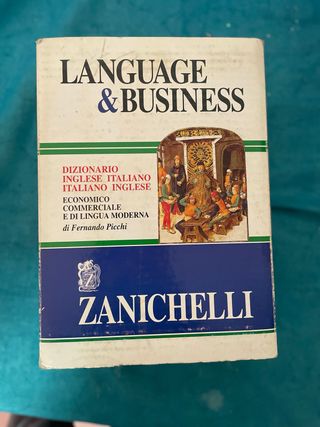 LANGUAGE
& BUSINESS
DIZIONARIO
INGLESE ITALIANO
ITALIANO INGLESE
ECONOMICO
COMMERCIALE
E DI LINGUA MODERNA
di Fernando Picchi
Z
ZANICHELLI